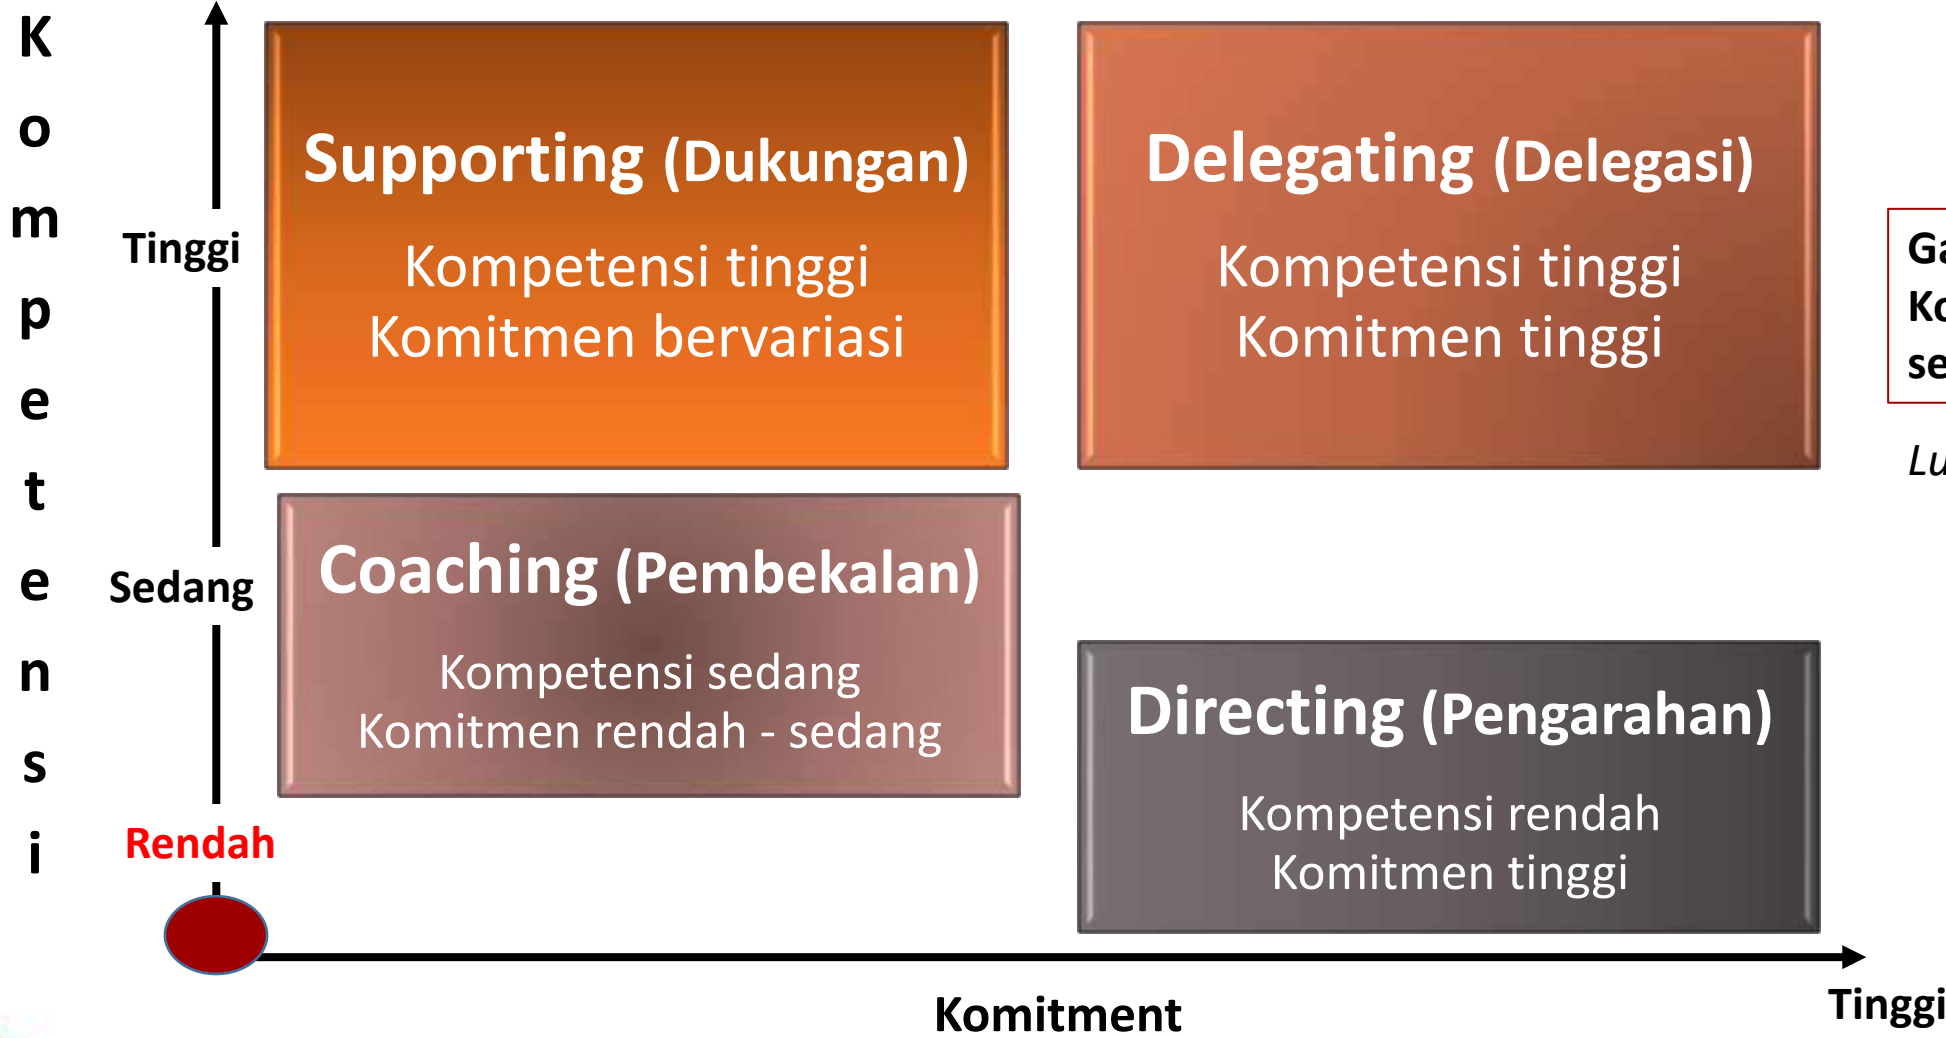 Kompetensi
Tinggi
Sedang
Rendah
Supporting (Dukungan)
Kompetensi tinggi
Komitmen bervariasi
Delegating (Delegasi)
Kompetensi tinggi
Komitmen tinggi
Coaching (Pembekalan)
Kompetensi sedang
Komitmen rendah - sedang
Directing (Pengarahan)
Kompetensi rendah
Komitmen tinggi
Komitment
Tinggi